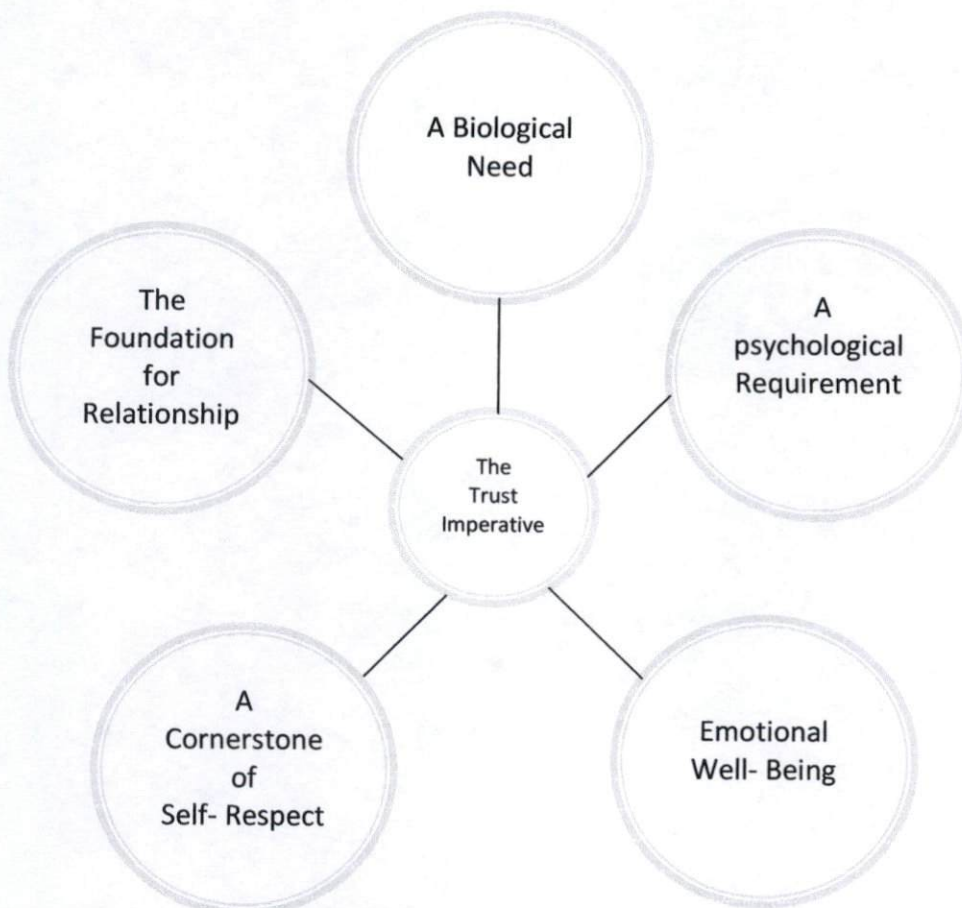 A Biological
Need
The
Foundation
for
Relationship
A
psychological
Requirement
The
Trust
Imperative
A
Cornerstone
of
Self- Respect
Emotional
Well- Being